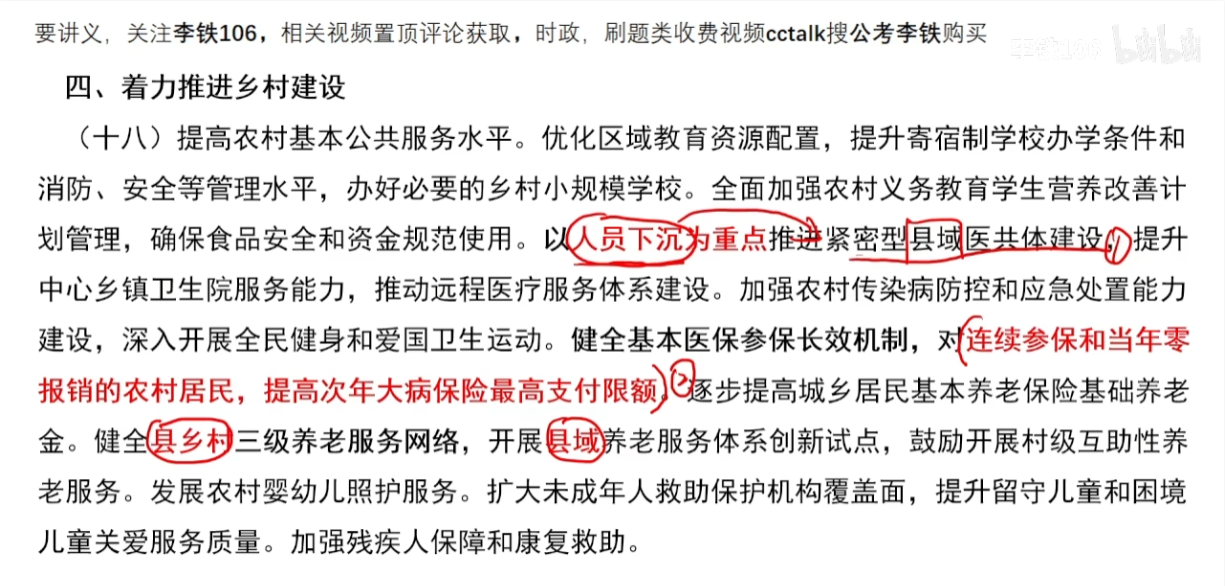 要讲义，关注李铁106，相关视频置顶评论获取，时政，刷题类收费视频cctalk搜公考李铁购买
李铁106 bilibili
四、着力推进乡村建设
（十八）提高农村基本公共服务水平。优化区域教育资源配置，提升寄宿制学校办学条件和
消防、安全等管理水平，办好必要的乡村小规模学校。全面加强农村义务教育学生营养改善计
划管理，确保食品安全和资金规范使用。以人员下沉为重点推进紧密型县域医共体建设，①提升
中心乡镇卫生院服务能力，推动远程医疗服务体系建设。加强农村传染病防控和应急处置能力
建设，深入开展全民健身和爱国卫生运动。健全基本医保参保长效机制，对(连续参保和当年零
报销的农村居民，提高次年大病保险最高支付限额)。②逐步提高城乡居民基本养老保险基础养老
金。健全县乡村三级养老服务网络，开展县域养老服务体系创新试点，鼓励开展村级互助性养
老服务。发展农村婴幼儿照护服务。扩大未成年人救助保护机构覆盖面，提升留守儿童和困境
儿童关爱服务质量。加强残疾人保障和康复救助。